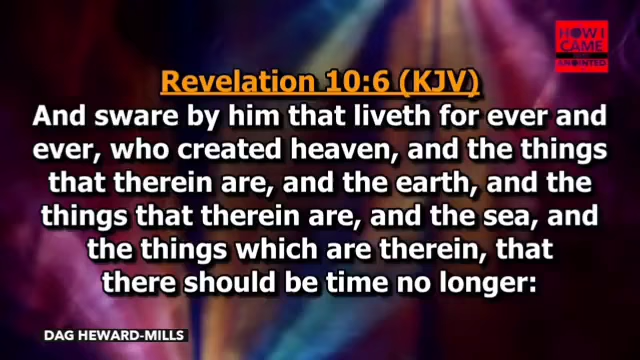 HOW I
CAME
ANOINTED
Revelation 10:6 (KJV)
And sware by him that liveth for ever and
ever, who created heaven, and the things
that therein are, and the earth, and the
things that therein are, and the sea, and
the things which are therein, that
there should be time no longer:
DAG HEWARD-MILLS